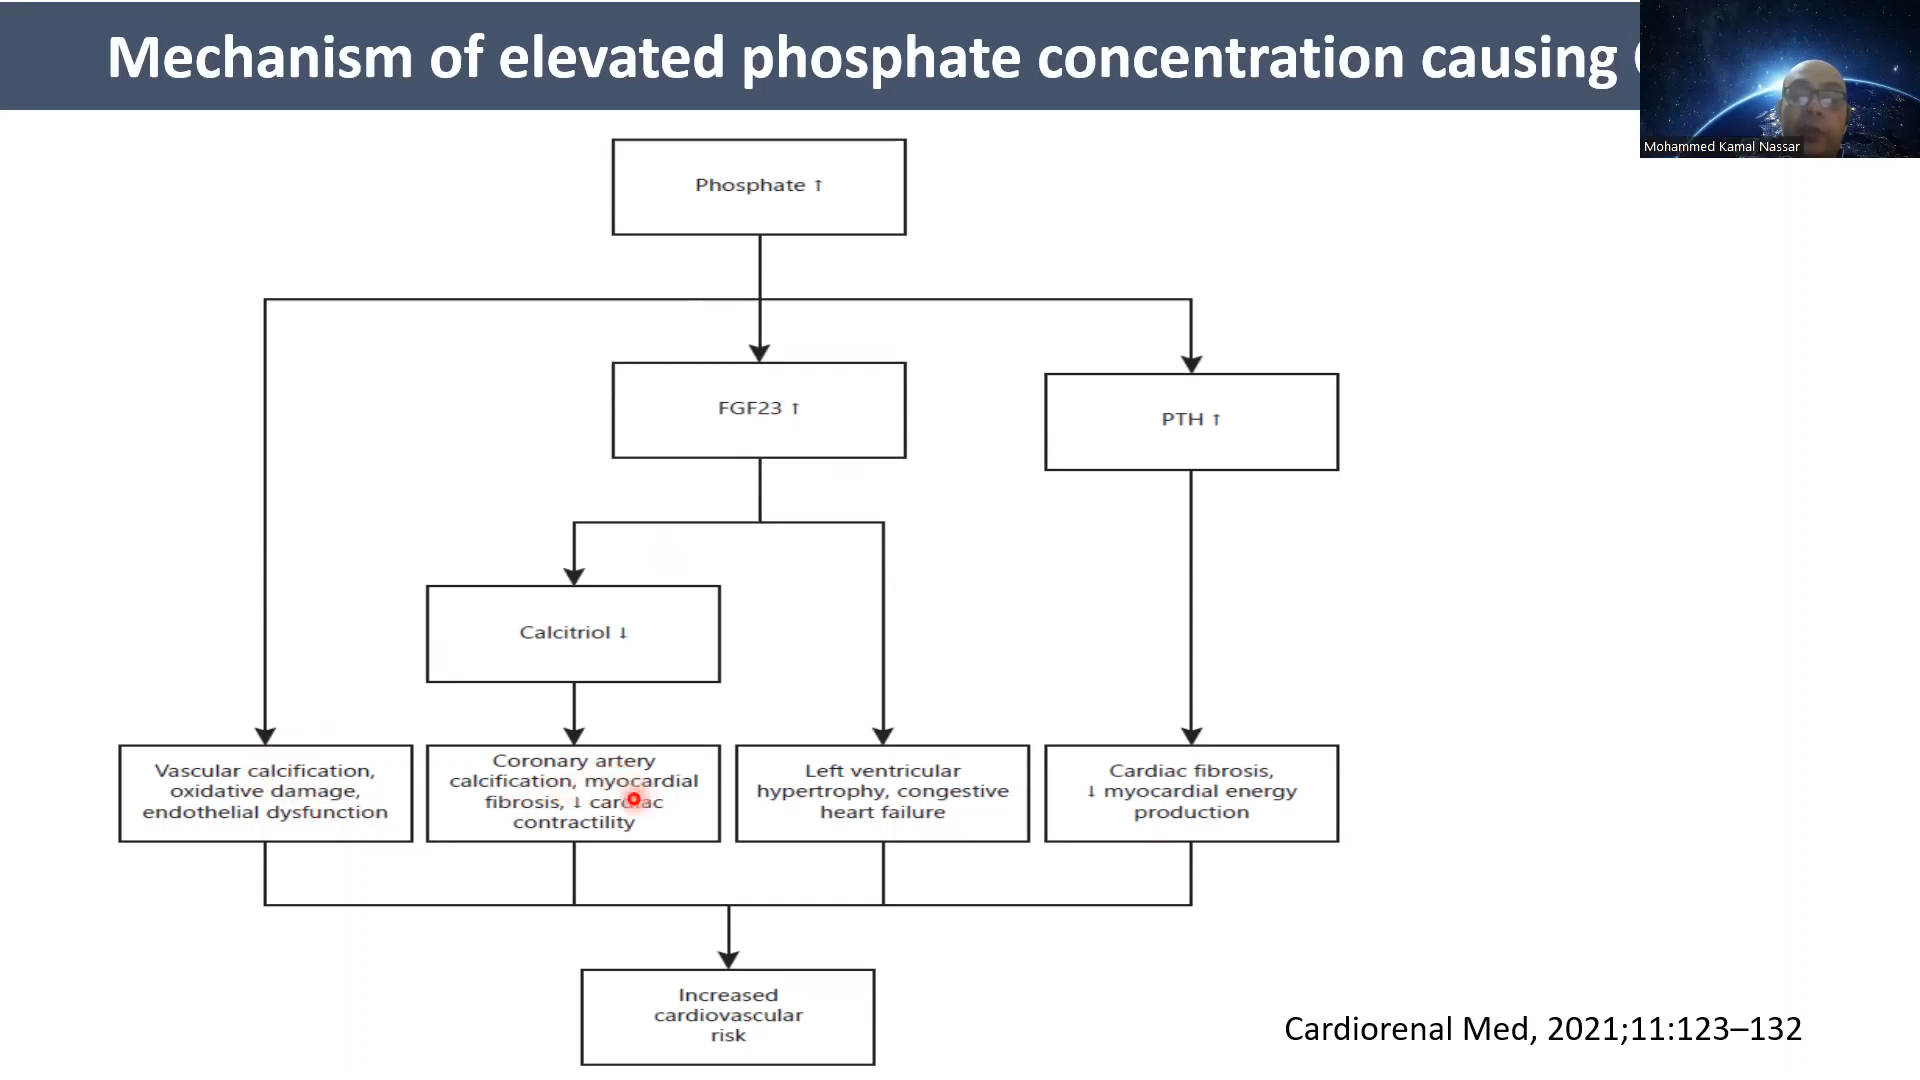 Mechanism of elevated phosphate concentration causing
Mohammed Kamal Nassar
Phosphate ↑
FGF23 ↑
PTH ↑
Calcitriol ↓
Vascular calcification,
oxidative damage,
endothelial dysfunction
Coronary artery
calcification, myocardial
fibrosis, ↓ cardiac
contractility
Left ventricular
hypertrophy, congestive
heart failure
Cardiac fibrosis,
↓ myocardial energy
production
Increased
cardiovascular
risk
Cardiorenal Med, 2021;11:123–132